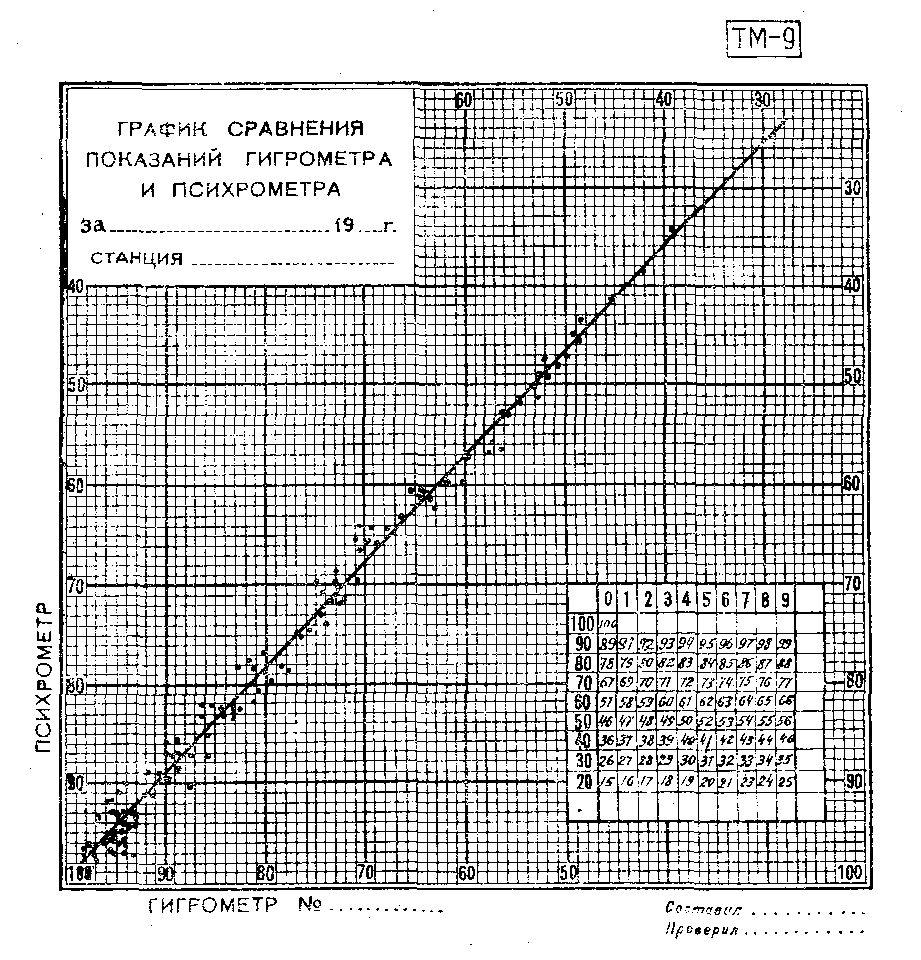 ТМ-9
60 50 40 30
ГРАФИК СРАВНЕНИЯ
ПОКАЗАНИЙ ГИГРОМЕТРА
И ПСИХРОМЕТРА
за 19 г.
СТАНЦИЯ
30
40 40
50 50
60 60
70 70
80 80
90 90
ПСИХРОМЕТР
0 1 2 3 4 5 6 7 8 9
100 100
90 89 91 92 93 94 95 96 97 98 99
80 78 79 80 82 83 84 85 86 87 88
70 67 69 70 71 72 73 74 75 76 77
60 57 58 59 60 61 62 63 64 65 66
50 46 47 48 49 50 52 53 54 55 56
40 36 37 38 39 40 41 42 43 44 46
30 26 27 28 29 30 31 32 33 34 35
20 15 16 17 18 19 20 21 23 24 25
100 90 80 70 60 50 100
ГИГРОМЕТР № ............
Составил ............
Проверил ............